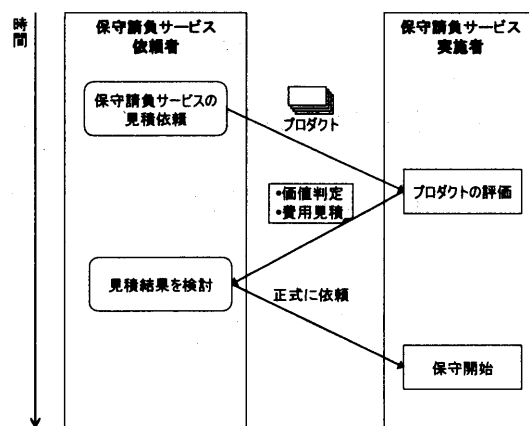 時間
保守請負サービス
依頼者
保守請負サービス
実施者
保守請負サービスの
見積依頼
プロダクト
•価値判定
•費用見積
プロダクトの評価
見積結果を検討
正式に依頼
保守開始